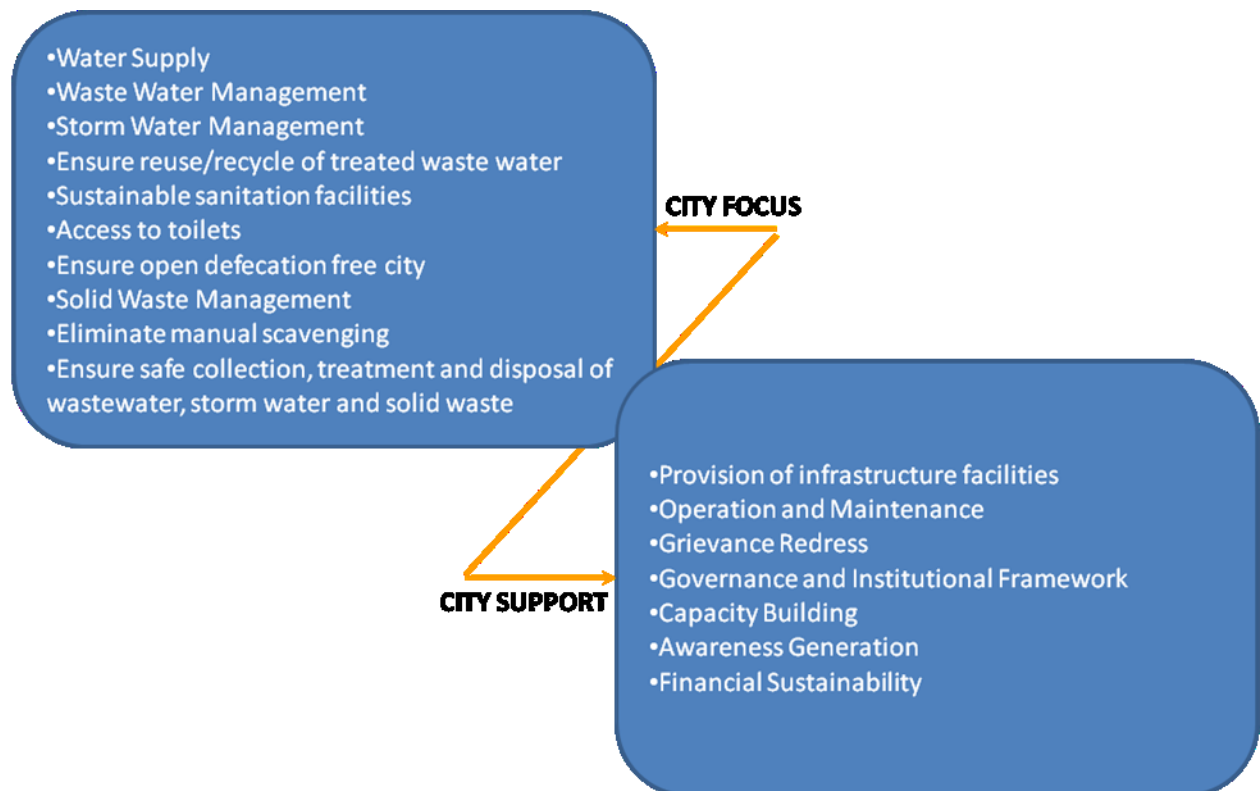 •Water Supply
•Waste Water Management
•Storm Water Management
•Ensure reuse/recycle of treated waste water
•Sustainable sanitation facilities
•Access to toilets
•Ensure open defecation free city
•Solid Waste Management
•Eliminate manual scavenging
•Ensure safe collection, treatment and disposal of
wastewater, storm water and solid waste
CITY FOCUS
CITY SUPPORT
•Provision of infrastructure facilities
•Operation and Maintenance
•Grievance Redress
•Governance and Institutional Framework
•Capacity Building
•Awareness Generation
•Financial Sustainability